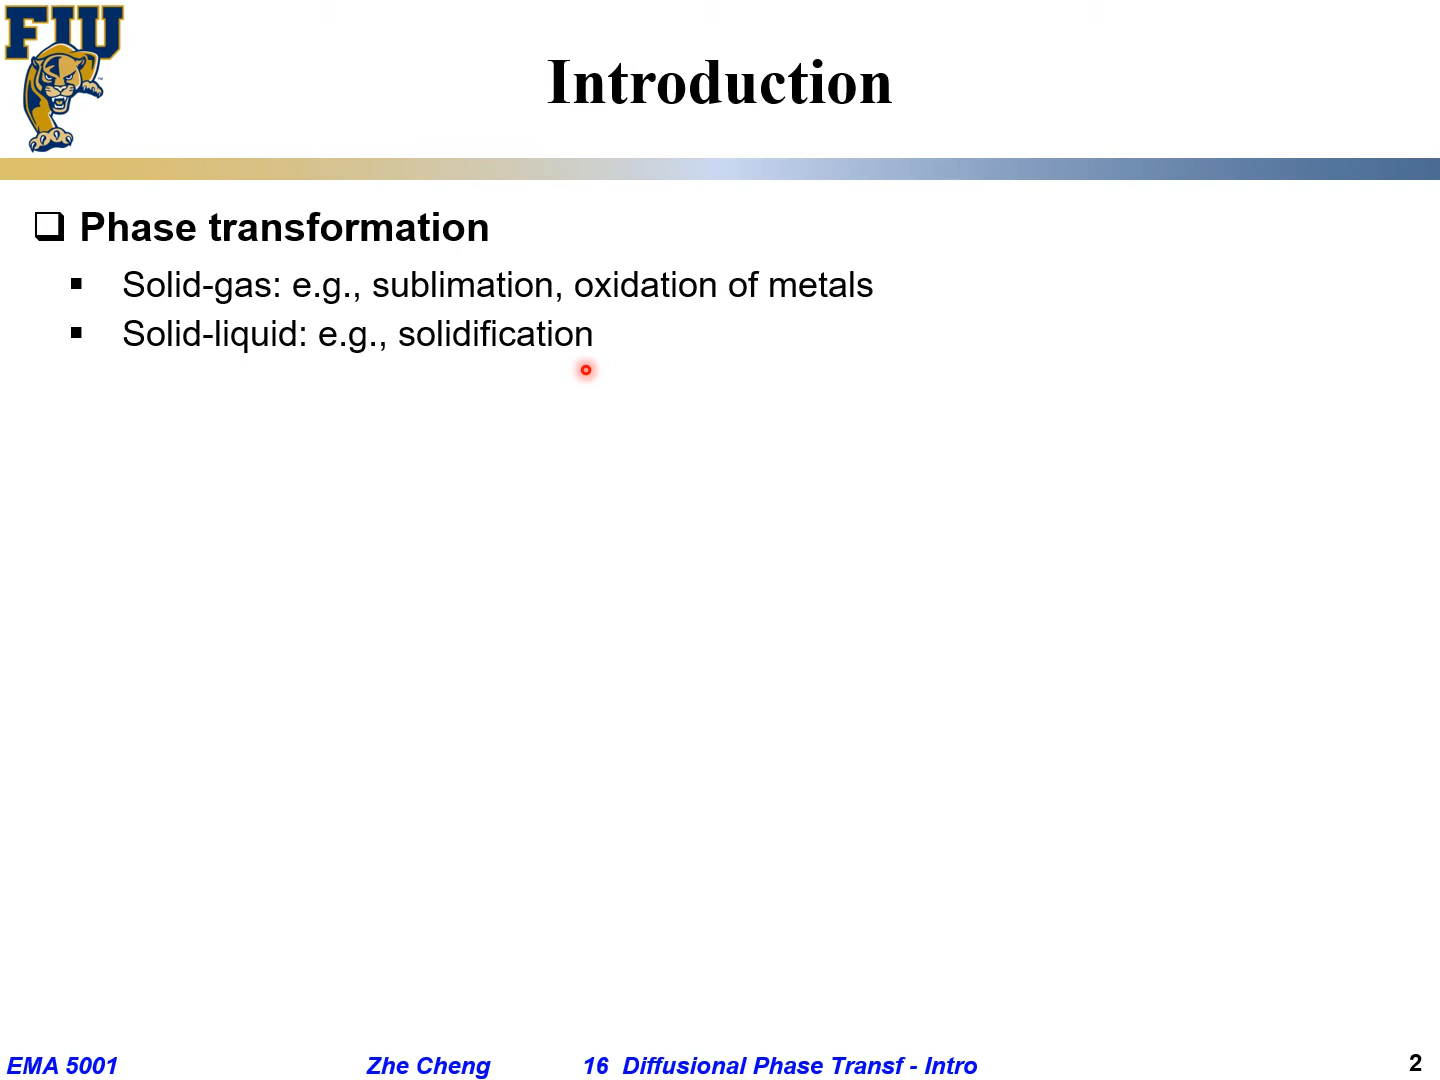 FIU
Introduction
Phase transformation
Solid-gas: e.g., sublimation, oxidation of metals
Solid-liquid: e.g., solidification
EMA 5001 Zhe Cheng 16 Diffusional Phase Transf - Intro 2